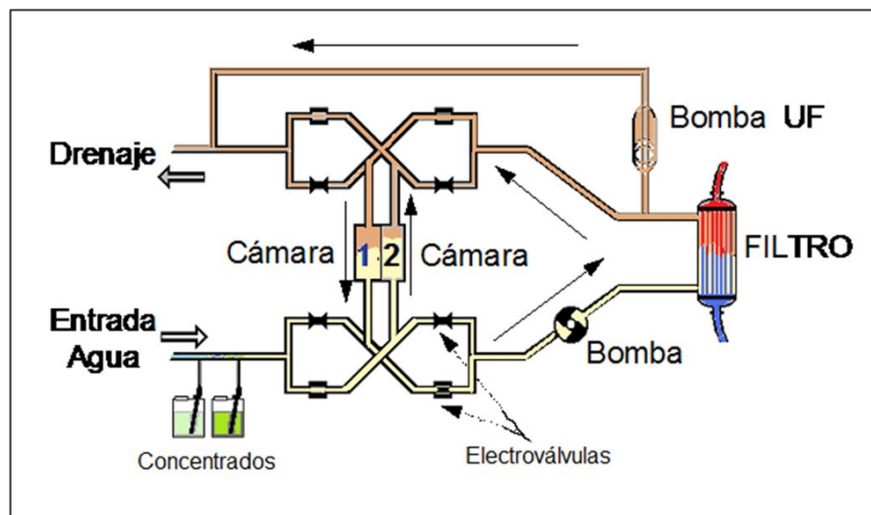 Bomba UF
Drenaje
Cámara
1 2
Cámara
FILTRO
Entrada
Agua
Bomba
Concentrados
Electroválvulas